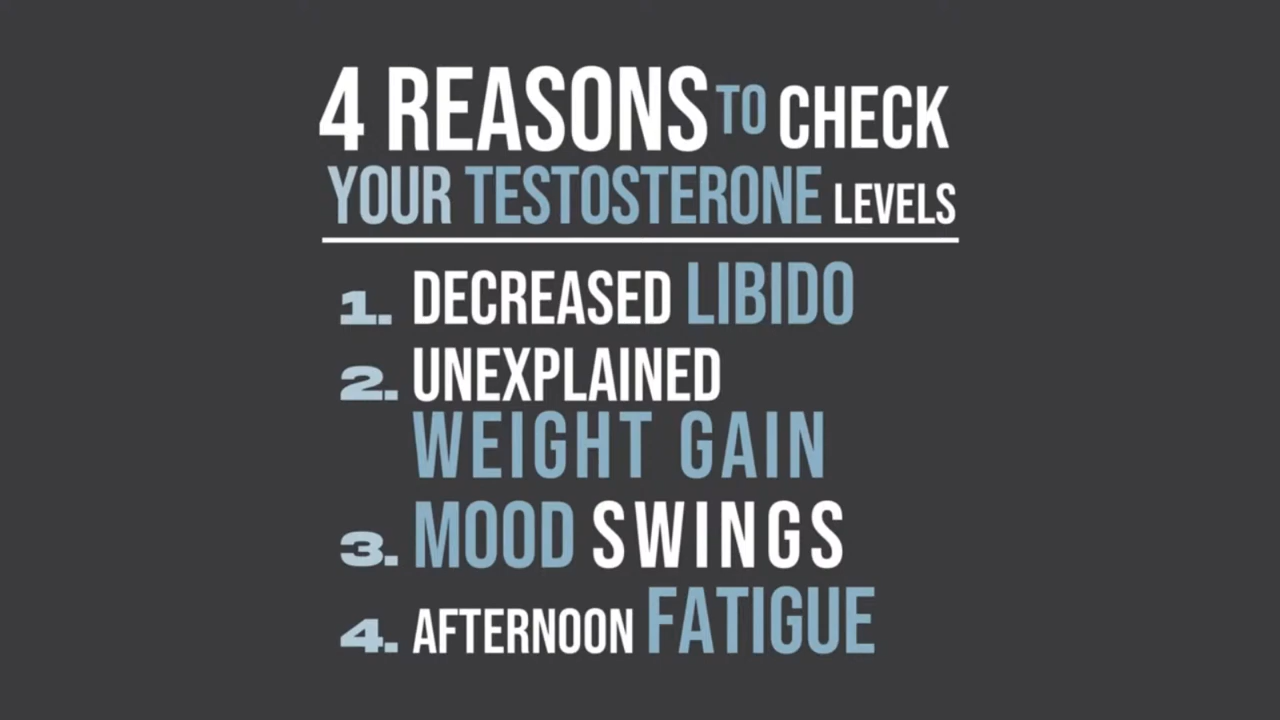 4 REASONS TO CHECK
YOUR TESTOSTERONE LEVELS
1. DECREASED LIBIDO
2. UNEXPLAINED
WEIGHT GAIN
3. MOOD SWINGS
4. AFTERNOON FATIGUE